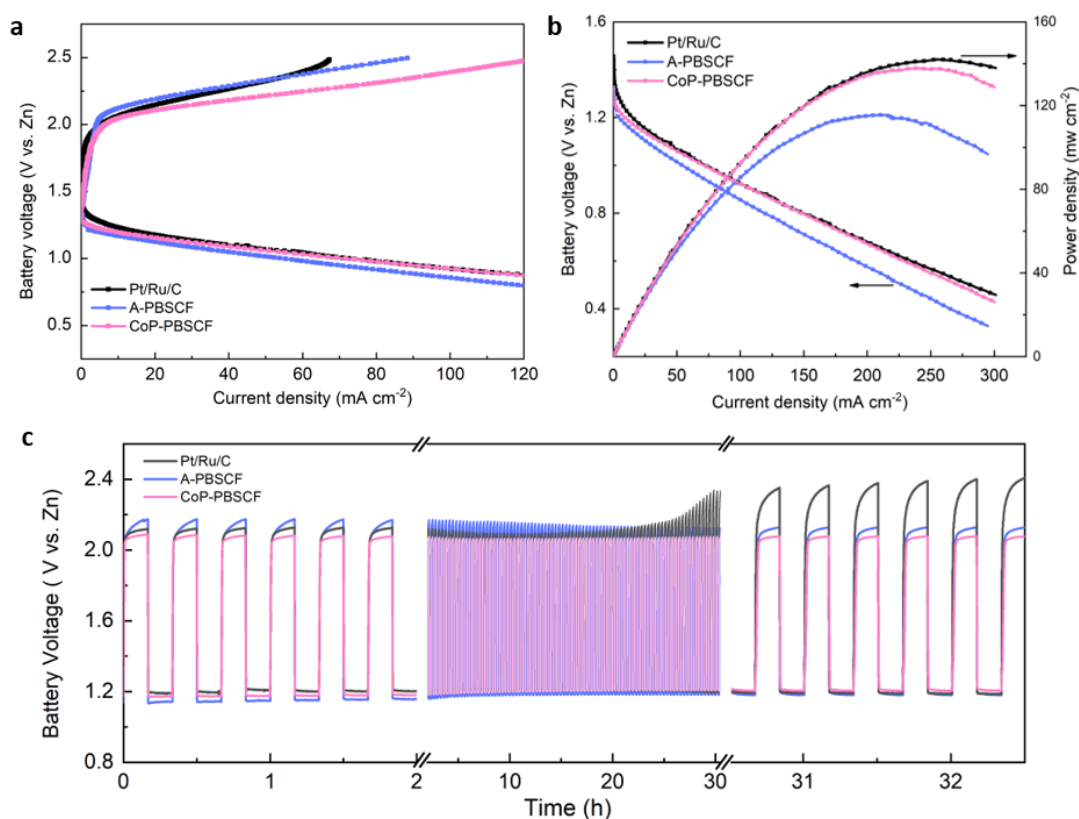 a
Battery voltage (V vs. Zn)
2.5
2.0
1.5
1.0
0.5
Pt/Ru/C
A-PBSCF
CoP-PBSCF
0 20 40 60 80 100 120
Current density (mA cm-2)
b
Battery voltage (V vs. Zn)
1.6
1.2
0.8
0.4
Pt/Ru/C
A-PBSCF
CoP-PBSCF
160
120
80
40
0
Power density (mw cm-2)
0 50 100 150 200 250 300
Current density (mA cm-2)
c
Battery Voltage ( V vs. Zn)
2.4
2.0
1.6
1.2
0.8
Pt/Ru/C
A-PBSCF
CoP-PBSCF
0 1 2 10 20 30 31 32
Time (h)